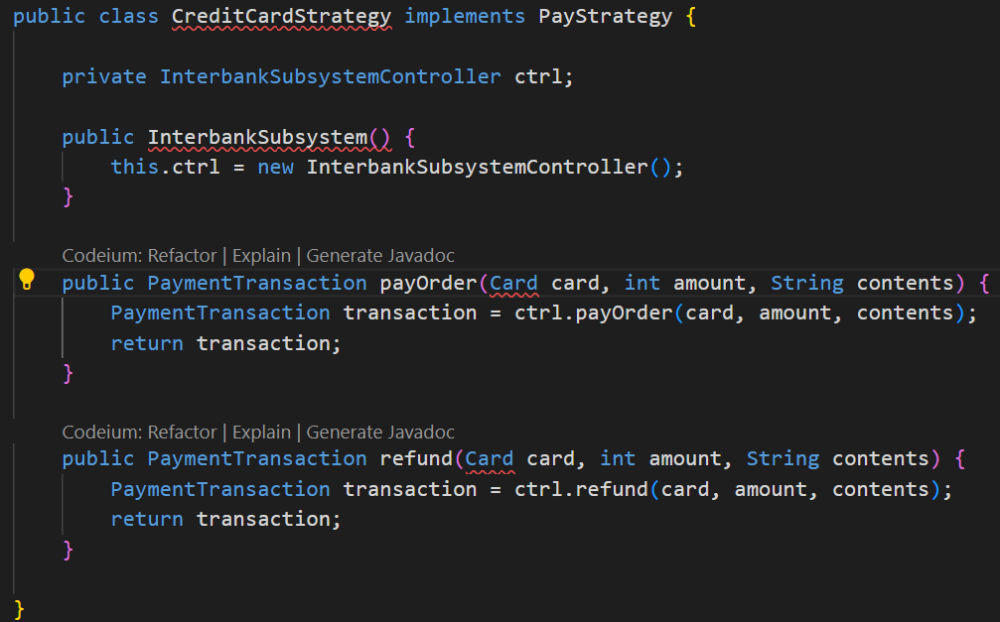 public class CreditCardStrategy implements PayStrategy {
private InterbankSubsystemController ctrl;
public InterbankSubsystem() {
this.ctrl = new InterbankSubsystemController();
}
Codeium: Refactor | Explain | Generate Javadoc
public PaymentTransaction payOrder(Card card, int amount, String contents) {
PaymentTransaction transaction = ctrl.payOrder(card, amount, contents);
return transaction;
}
Codeium: Refactor | Explain | Generate Javadoc
public PaymentTransaction refund(Card card, int amount, String contents) {
PaymentTransaction transaction = ctrl.refund(card, amount, contents);
return transaction;
}
}